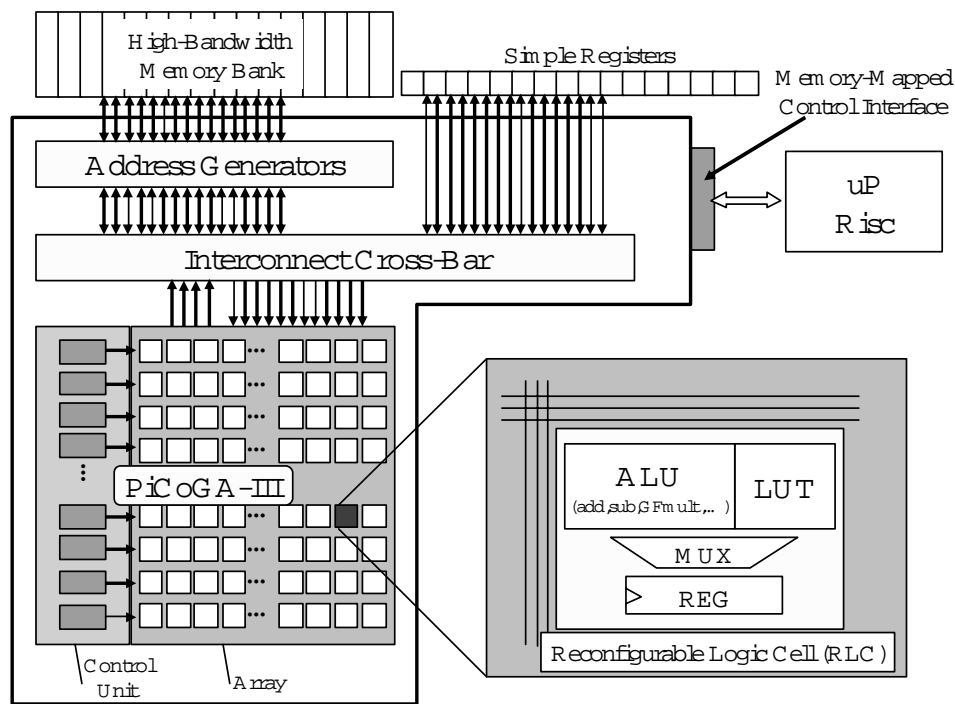 High-Bandwidth
Memory Bank
Simple Registers
Memory-Mapped
Control Interface
Address Generators
uP
Risc
Interconnect Cross-Bar
PiCoGA-III
ALU
(add,sub,GFmult,... )
LUT
MUX
REG
Reconfigurable Logic Cell (RLC)
Control
Unit
Array